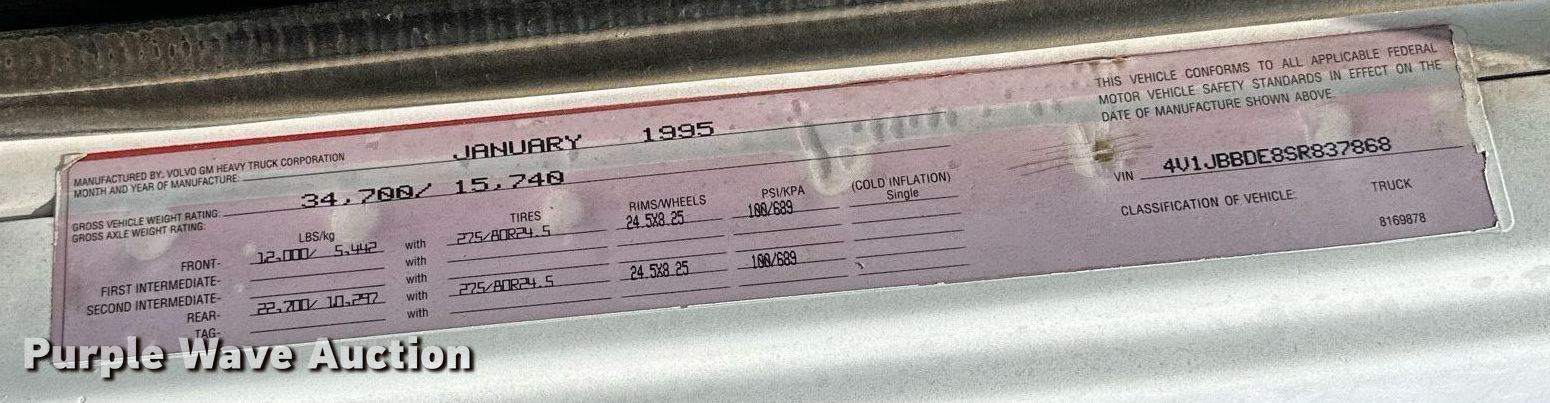 MANUFACTURED BY: VOLVO GM HEAVY TRUCK CORPORATION
MONTH AND YEAR OF MANUFACTURE: JANUARY 1995
GROSS VEHICLE WEIGHT RATING: 34,700/ 15,740
GROSS AXLE WEIGHT RATING:
LBS/kg TIRES RIMS/WHEELS PSI/KPA (COLD INFLATION)
Single
FRONT- 12,000/ 5,442 with 275/80R24.5 24.5X8.25 100/689
FIRST INTERMEDIATE- with
SECOND INTERMEDIATE- with
REAR- 22,700/ 10,297 with 275/80R24.5 24.5X8.25 100/689
TAG- with
THIS VEHICLE CONFORMS TO ALL APPLICABLE FEDERAL
MOTOR VEHICLE SAFETY STANDARDS IN EFFECT ON THE
DATE OF MANUFACTURE SHOWN ABOVE
VIN 4V1JBBDE8SR837868
CLASSIFICATION OF VEHICLE: TRUCK
8169878
Purple Wave Auction